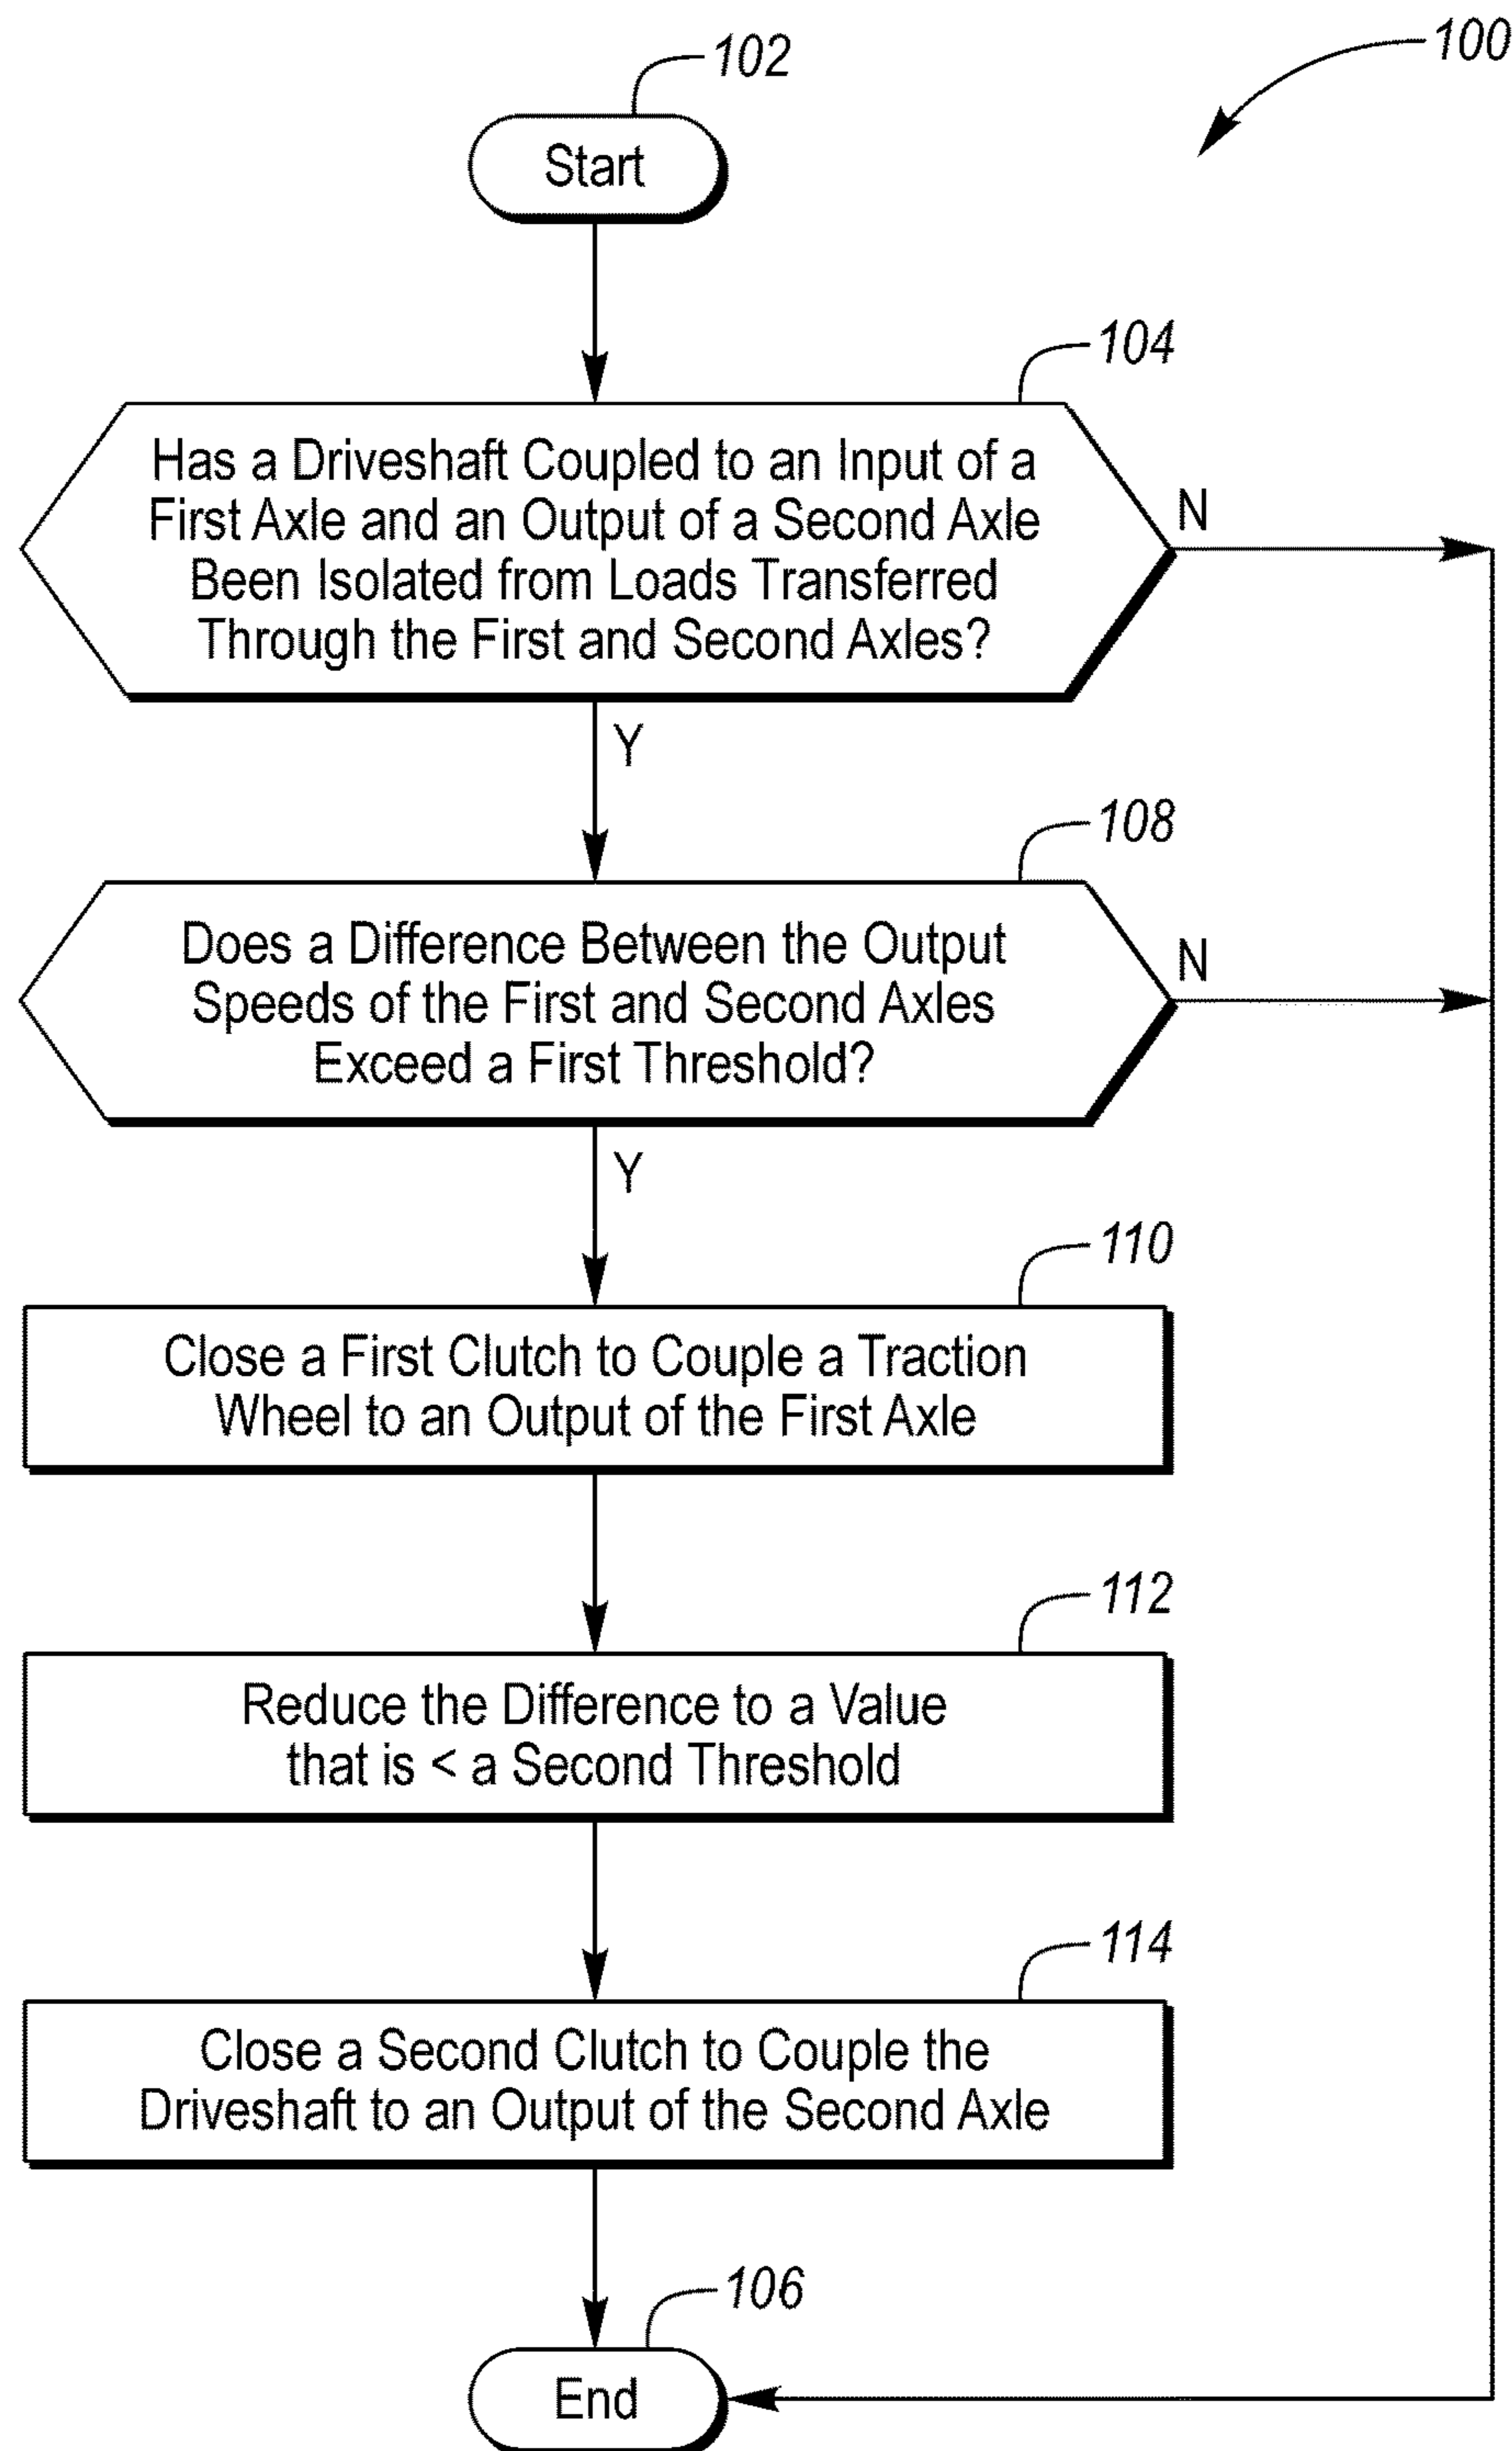 100
102
Start
104
Has a Driveshaft Coupled to an Input of a
First Axle and an Output of a Second Axle
Been Isolated from Loads Transferred
Through the First and Second Axles?
N
Y
108
Does a Difference Between the Output
Speeds of the First and Second Axles
Exceed a First Threshold?
N
Y
110
Close a First Clutch to Couple a Traction
Wheel to an Output of the First Axle
112
Reduce the Difference to a Value
that is < a Second Threshold
114
Close a Second Clutch to Couple the
Driveshaft to an Output of the Second Axle
106
End